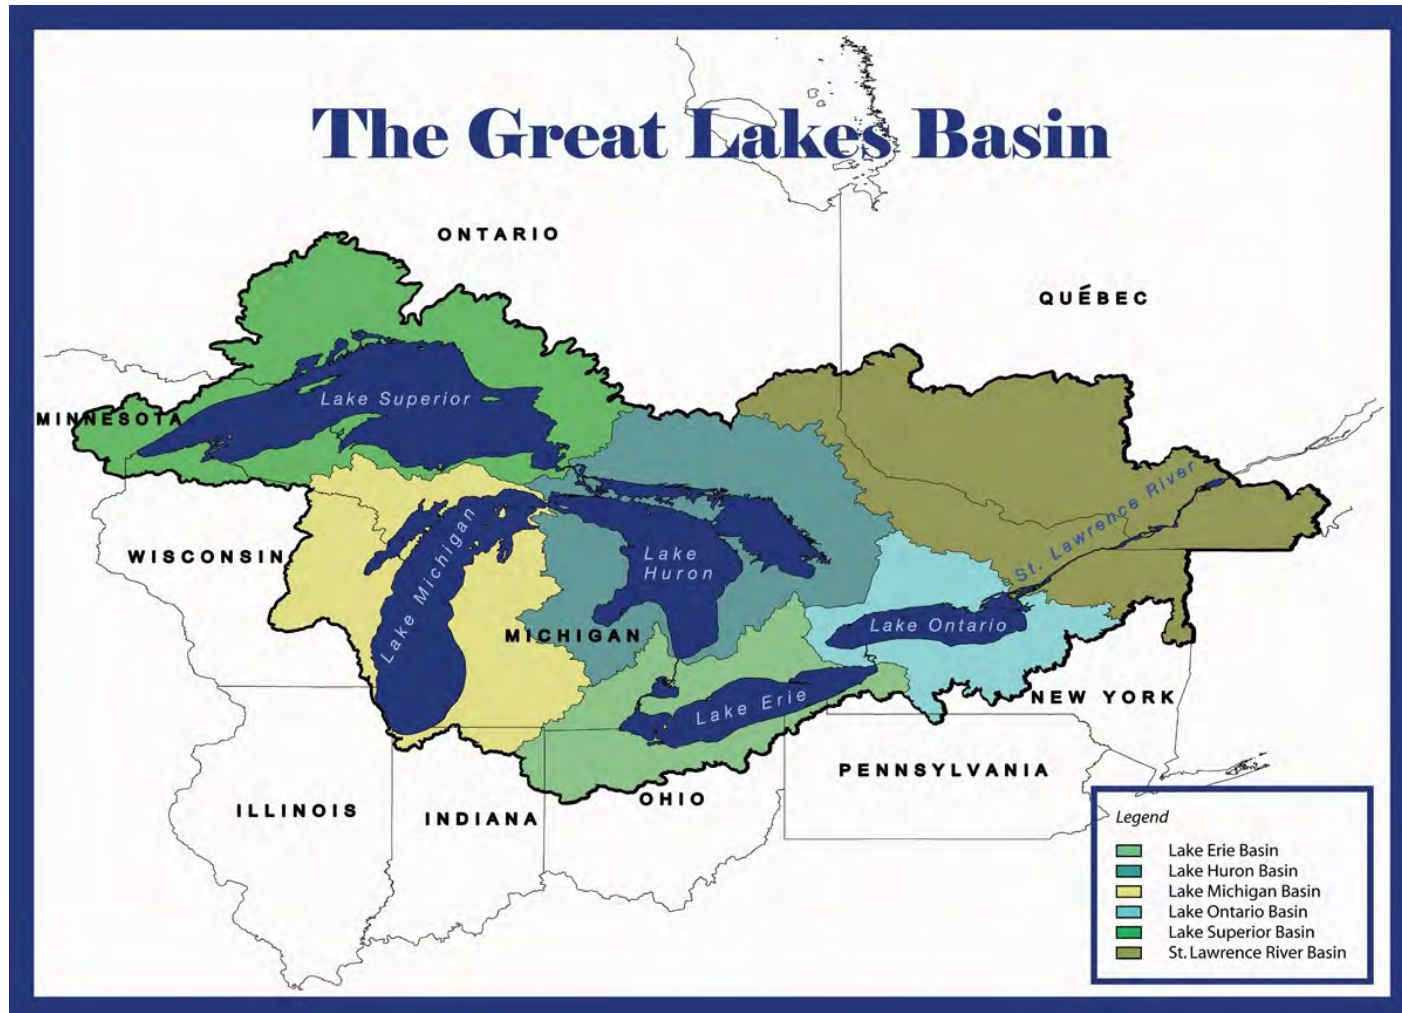 The Great Lakes Basin
ONTARIO
QUÉBEC
Lake Superior
MINNESOTA
St. Lawrence River
WISCONSIN
Lake Michigan
Lake
Huron
MICHIGAN
Lake Ontario
NEW YORK
Lake Erie
PENNSYLVANIA
OHIO
ILLINOIS
INDIANA
Legend
Lake Erie Basin
Lake Huron Basin
Lake Michigan Basin
Lake Ontario Basin
Lake Superior Basin
St. Lawrence River Basin